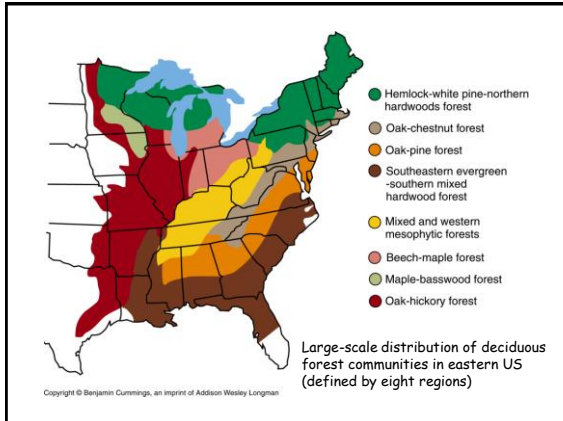 Hemlock-white pine-northern
hardwoods forest
Oak-chestnut forest
Oak-pine forest
Southeastern evergreen
-southern mixed
hardwood forest
Mixed and western
mesophytic forests
Beech-maple forest
Maple-basswood forest
Oak-hickory forest
Large-scale distribution of deciduous
forest communities in eastern US
(defined by eight regions)
Copyright © Benjamin Cummings, an imprint of Addison Wesley Longman